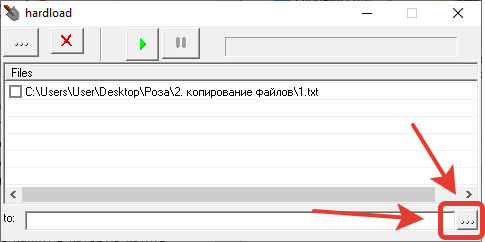 hardload
...
Files
C:\Users\User\Desktop\Роза\2. копирование файлов\1.txt
to:
...